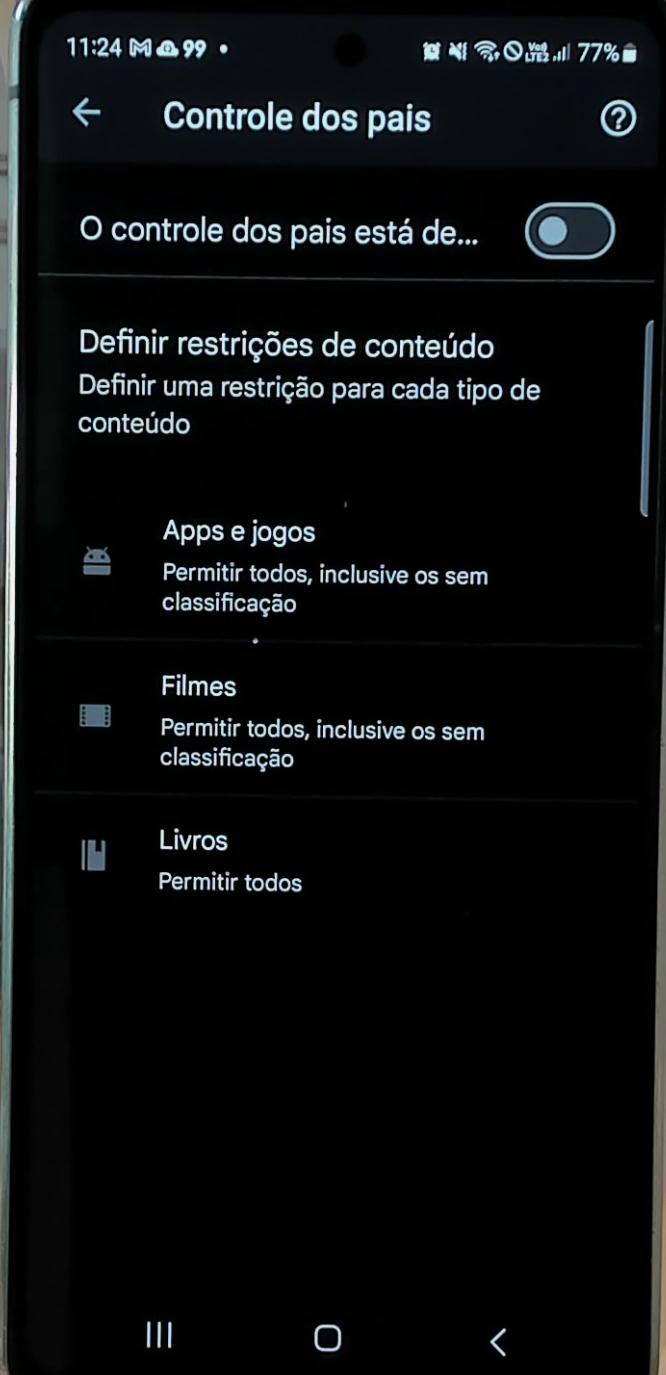 11:24 M 99 •
Vo) LTE2 77%
Controle dos pais
O controle dos pais está de...
Definir restrições de conteúdo
Definir uma restrição para cada tipo de
conteúdo
Apps e jogos
Permitir todos, inclusive os sem
classificação
Filmes
Permitir todos, inclusive os sem
classificação
Livros
Permitir todos